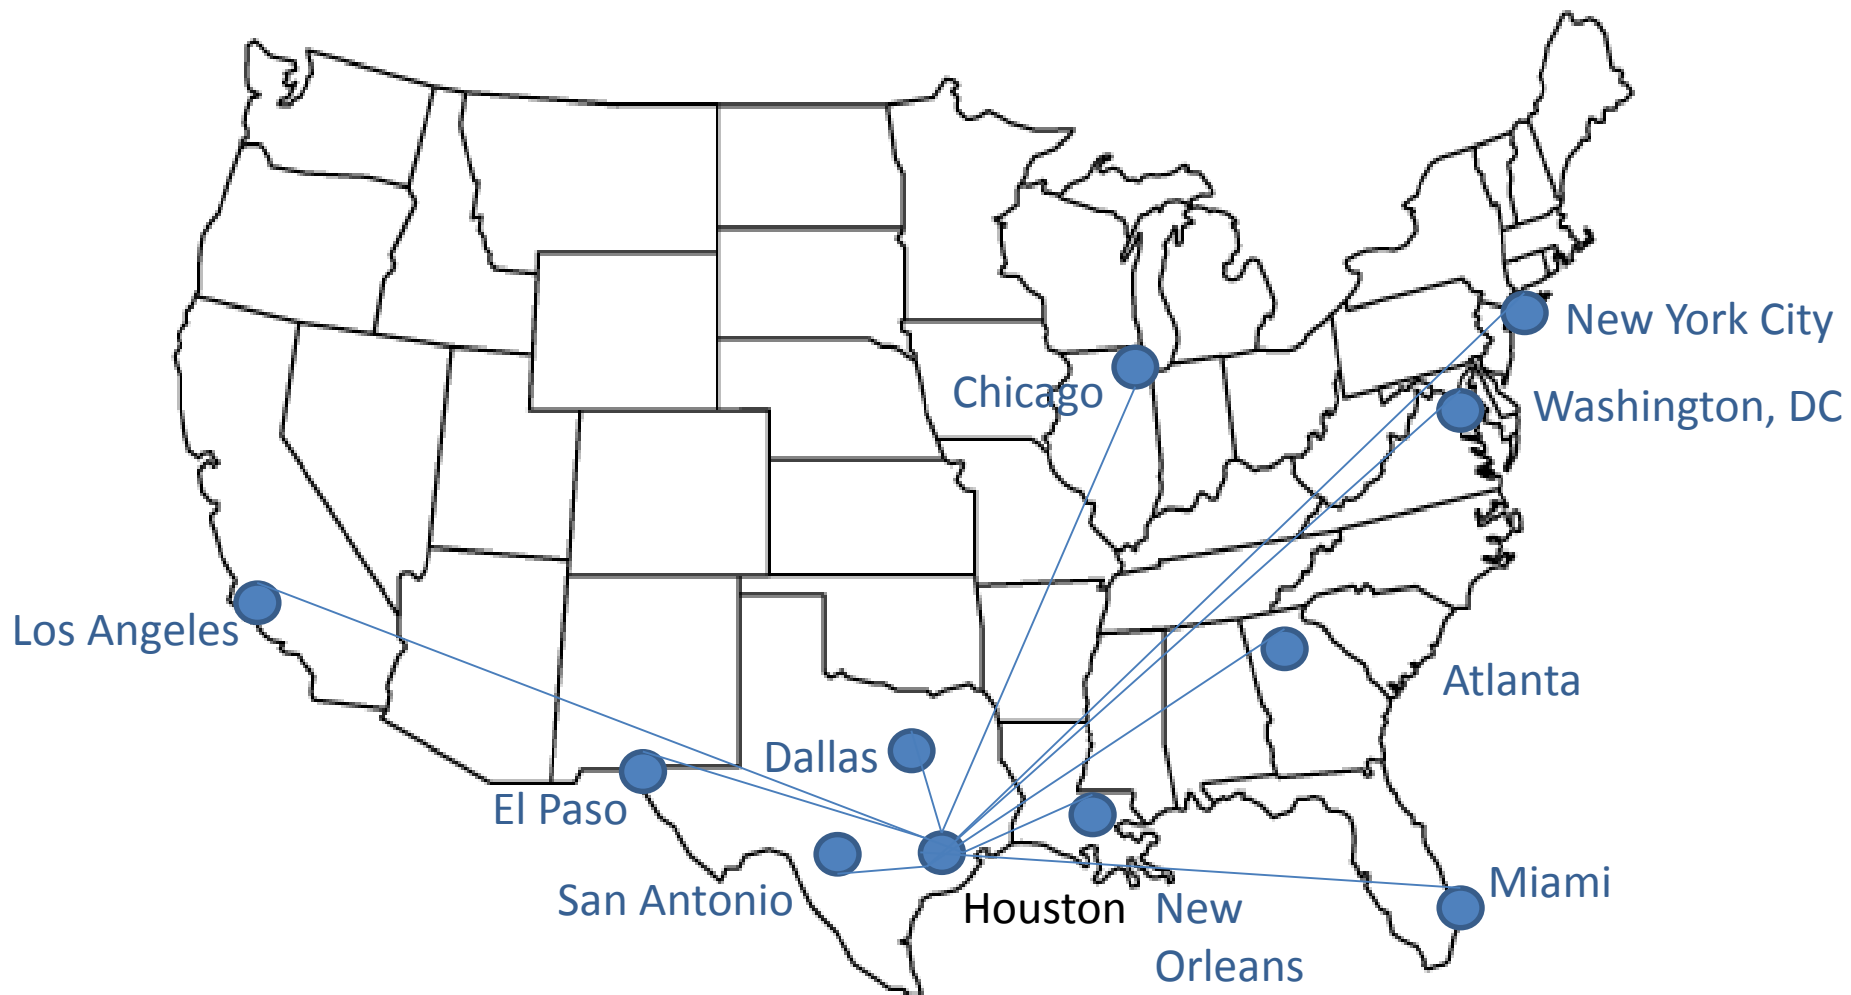 New York City
Chicago
Washington, DC
Los Angeles
Atlanta
Dallas
El Paso
Miami
San Antonio
Houston
New
Orleans